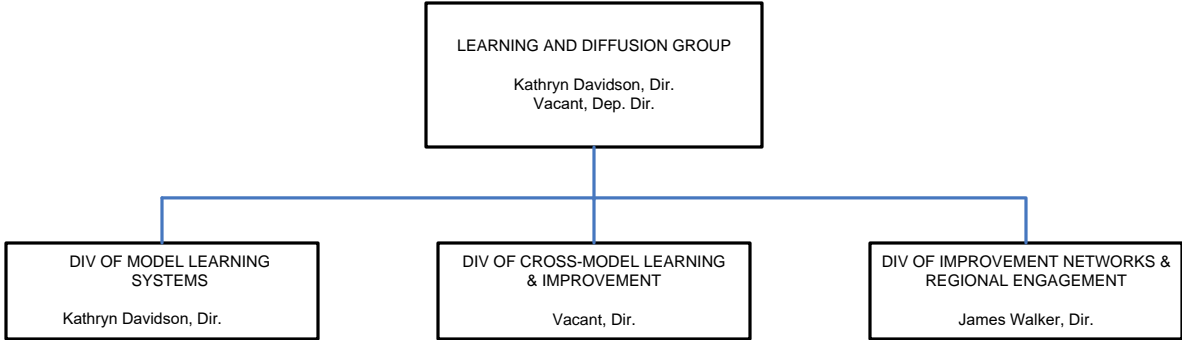 LEARNING AND DIFFUSION GROUP
Kathryn Davidson, Dir.
Vacant, Dep. Dir.
DIV OF MODEL LEARNING
SYSTEMS
Kathryn Davidson, Dir.
DIV OF CROSS-MODEL LEARNING
& IMPROVEMENT
Vacant, Dir.
DIV OF IMPROVEMENT NETWORKS &
REGIONAL ENGAGEMENT
James Walker, Dir.